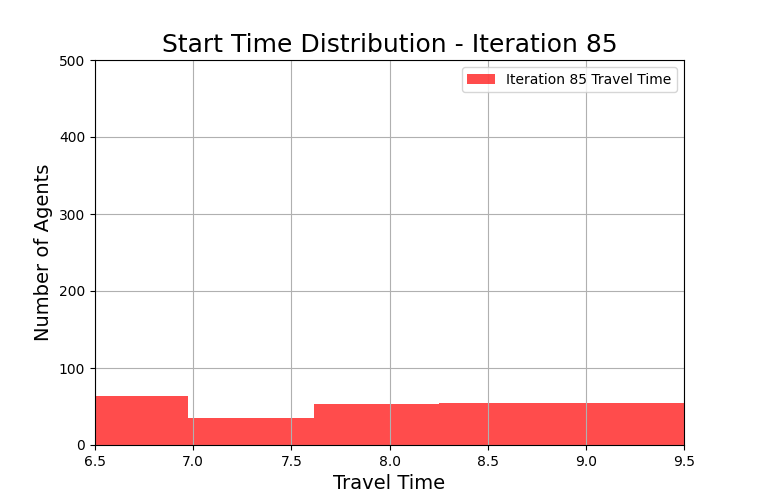 Start Time Distribution - Iteration 85
500
400
300
200
100
0
Number of Agents
Iteration 85 Travel Time
6.5 7.0 7.5 8.0 8.5 9.0 9.5
Travel Time